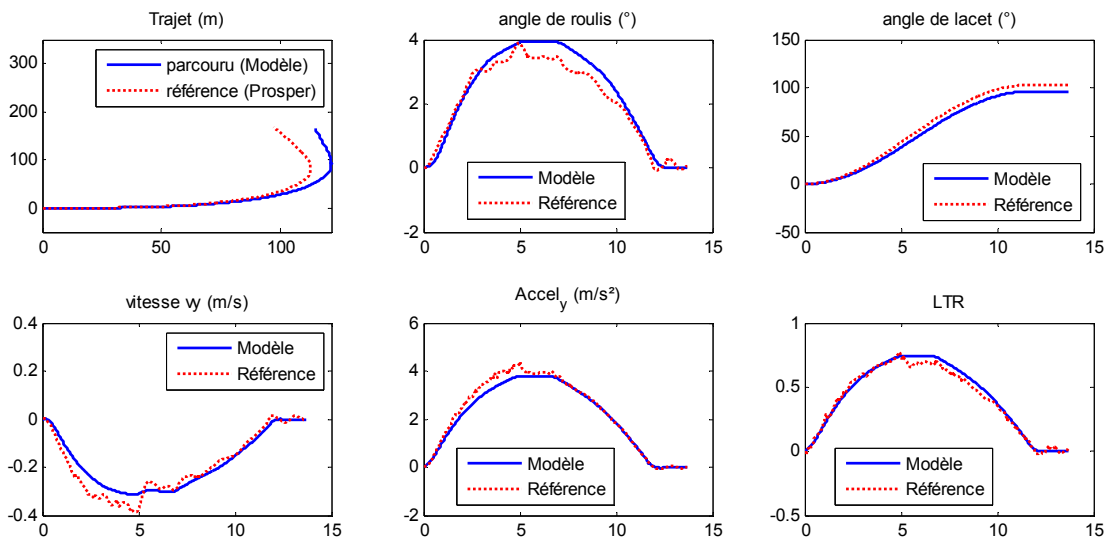 Trajet (m)
300
200
100
0
0
50
100
parcouru (Modèle)
référence (Prosper)
angle de roulis (°)
4
2
0
-2
0
5
10
15
Modèle
Référence
angle de lacet (°)
150
100
50
0
-50
0
5
10
15
Modèle
Référence
vitesse vy (m/s)
0.4
0.2
0
-0.2
-0.4
0
5
10
15
Modèle
Référence
Accel_y (m/s²)
6
4
2
0
-2
0
5
10
15
Modèle
Référence
LTR
1
0.5
0
-0.5
0
5
10
15
Modèle
Référence